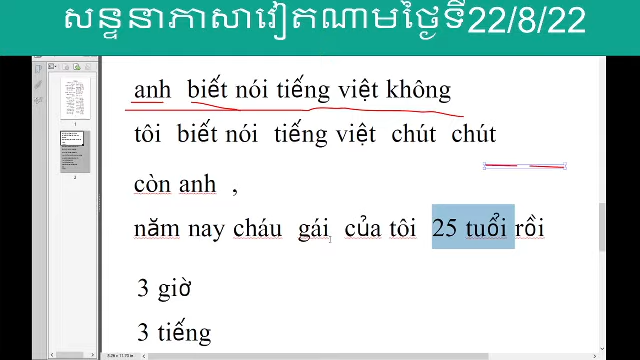 សន្ទនាភាសាវៀតណាមថ្ងៃទី22/8/22
anh biết nói tiếng việt không
tôi biết nói tiếng việt chút chút
còn anh ,
năm nay cháu gái của tôi 25 tuổi rồi
3 giờ
3 tiếng